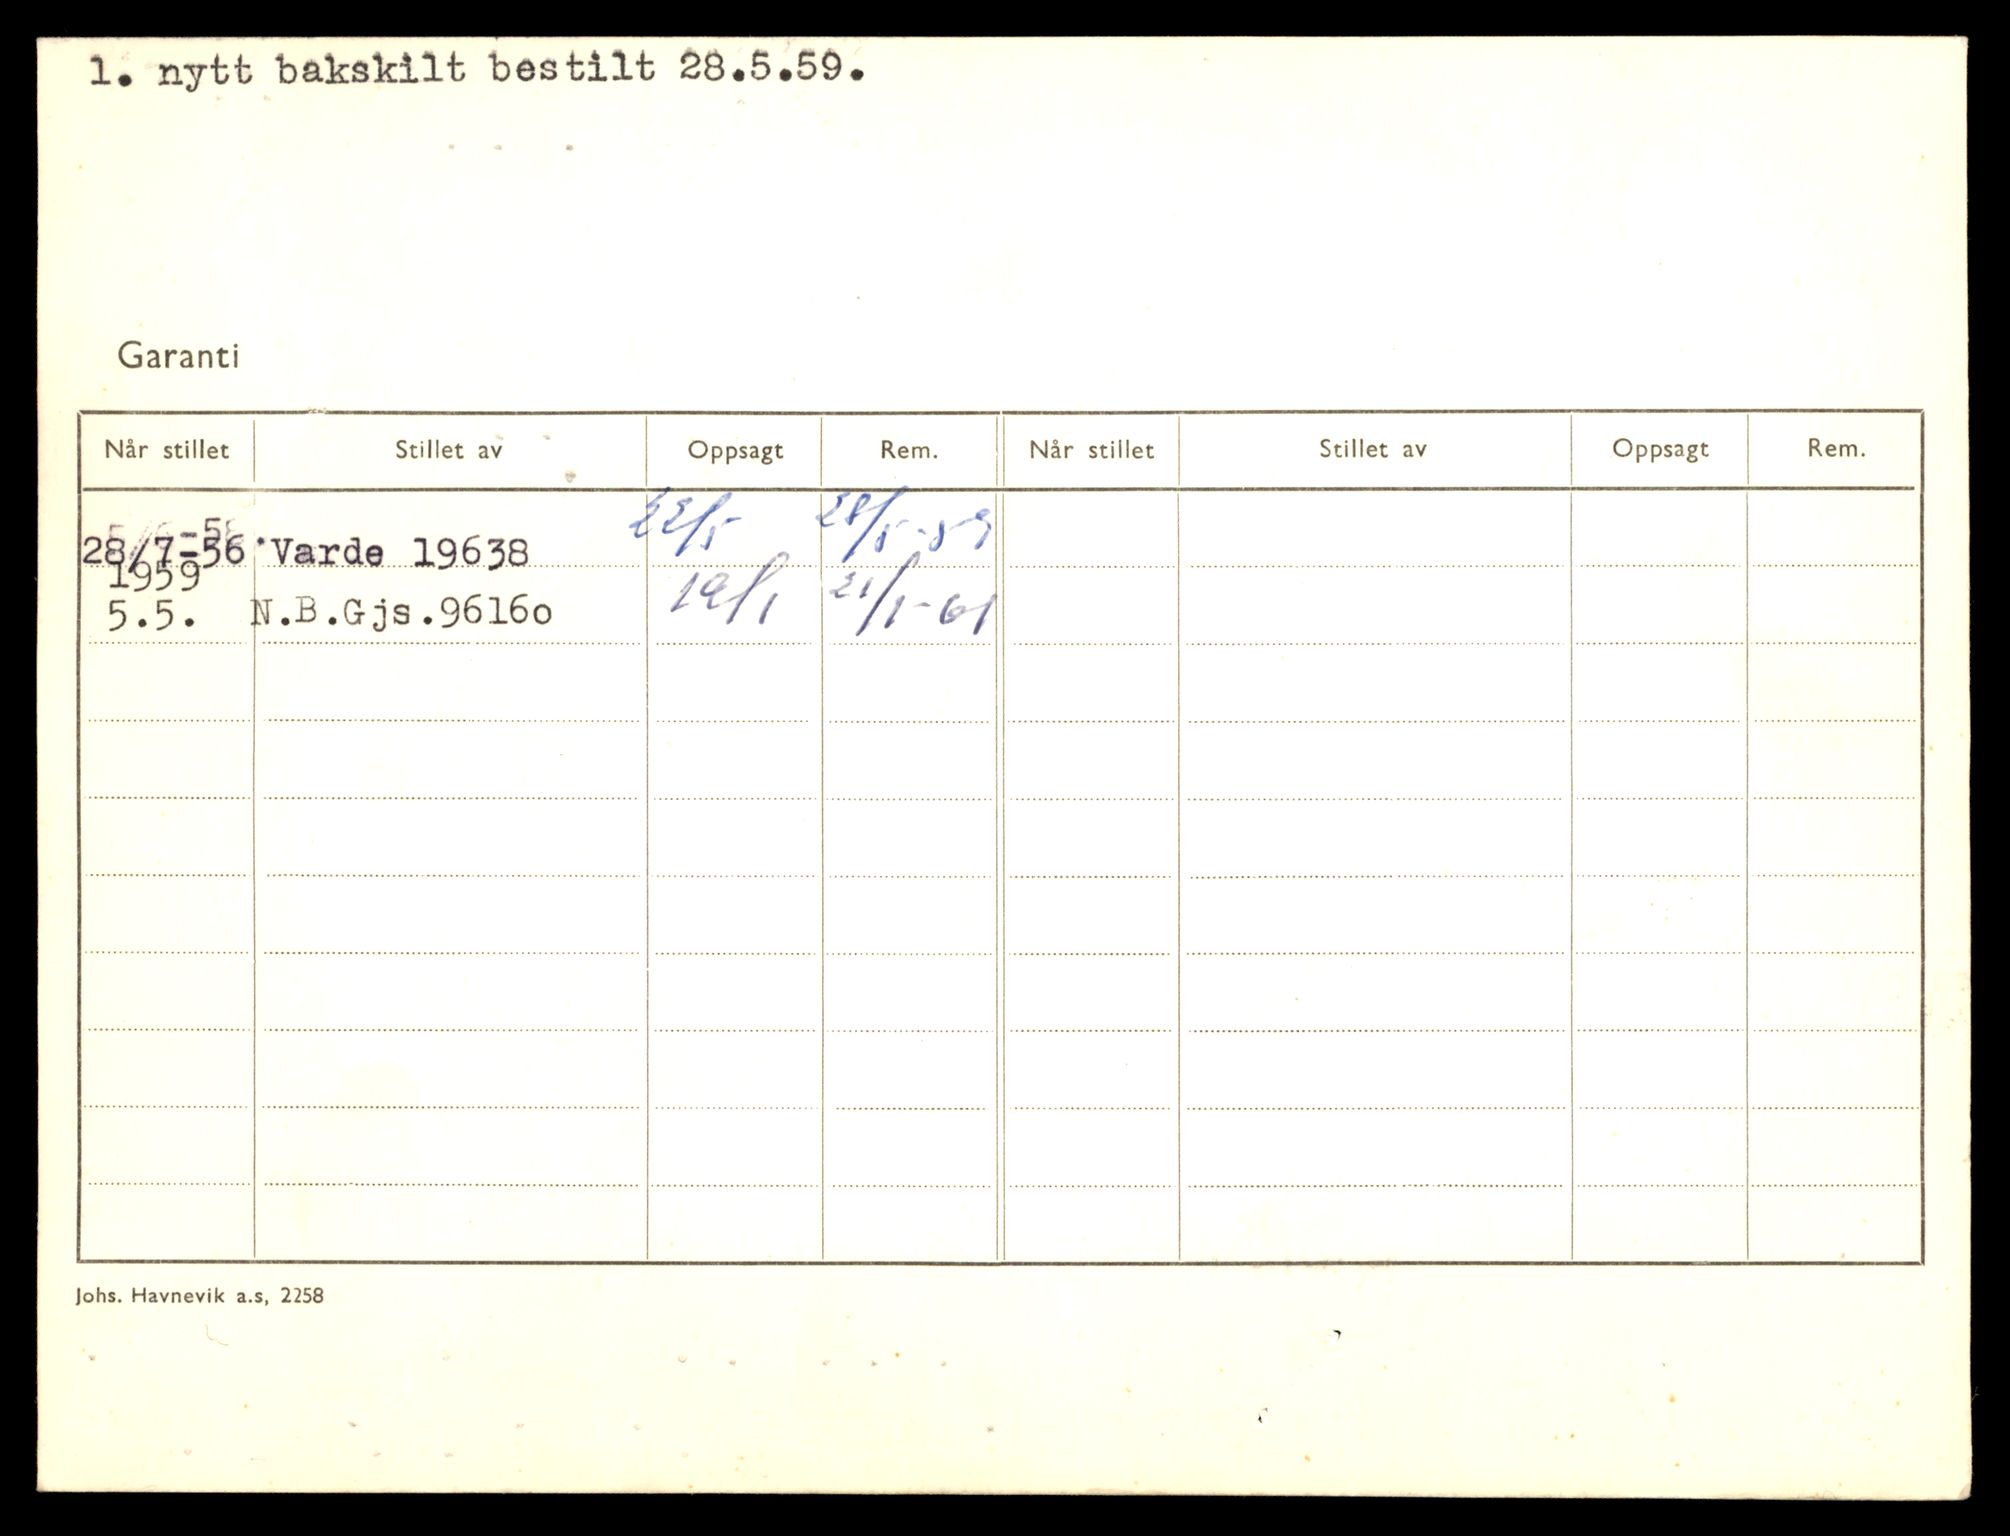 1. nytt bakskilt bestilt 28.5.59.
Garanti
Når stillet Stillet av Oppsagt Rem. Når stillet Stillet av Oppsagt Rem.
28/7-56 Varde 19638 22/5 28/5-59
1959
5.5. N.B.Gjs.9616o 19/1 21/1-61
Johs. Havnevik a.s, 2258